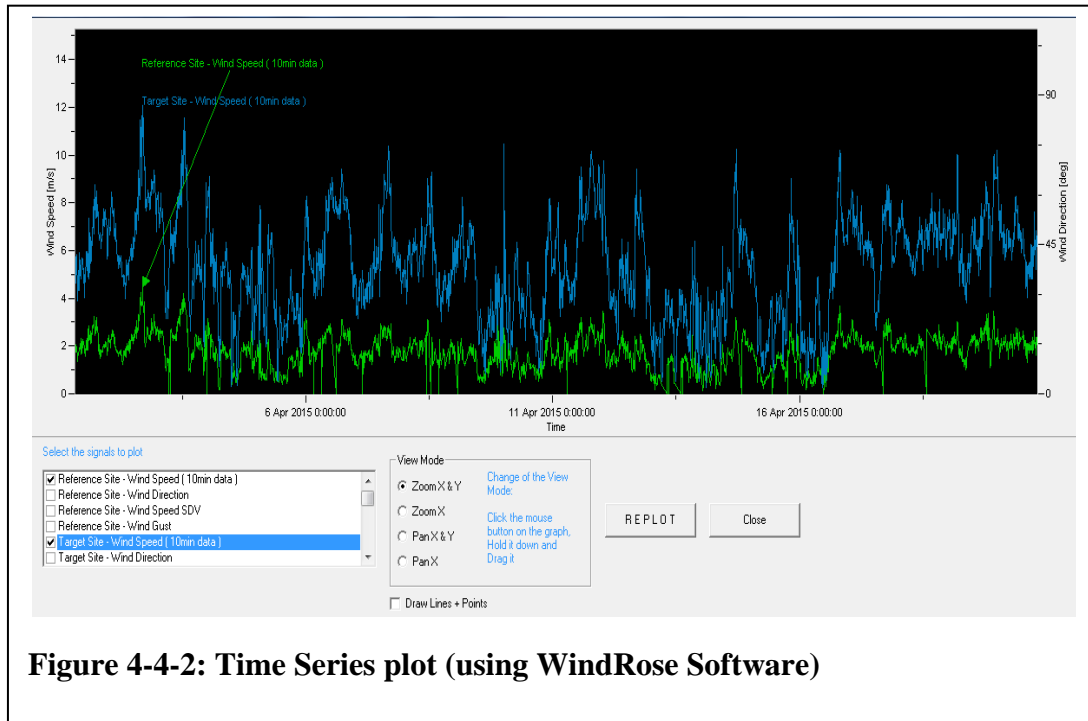 Reference Site - Wind Speed ( 10min data )
Target Site - Wind Speed ( 10min data )
Wind Speed [m/s]
14
12
10
8
6
4
2
0
90
45
0
Wind Direction [deg]
6 Apr 2015 0:00:00
11 Apr 2015 0:00:00
16 Apr 2015 0:00:00
Time
Select the signals to plot
Reference Site - Wind Speed ( 10min data )
Reference Site - Wind Direction
Reference Site - Wind Speed SDV
Reference Site - Wind Gust
Target Site - Wind Speed ( 10min data )
Target Site - Wind Direction
View Mode
Zoom X & Y
Zoom X
Pan X & Y
Pan X
Change of the View
Mode:
Click the mouse
button on the graph,
Hold it down and
Drag it
Draw Lines + Points
REPLOT
Close
Figure 4-4-2: Time Series plot (using WindRose Software)